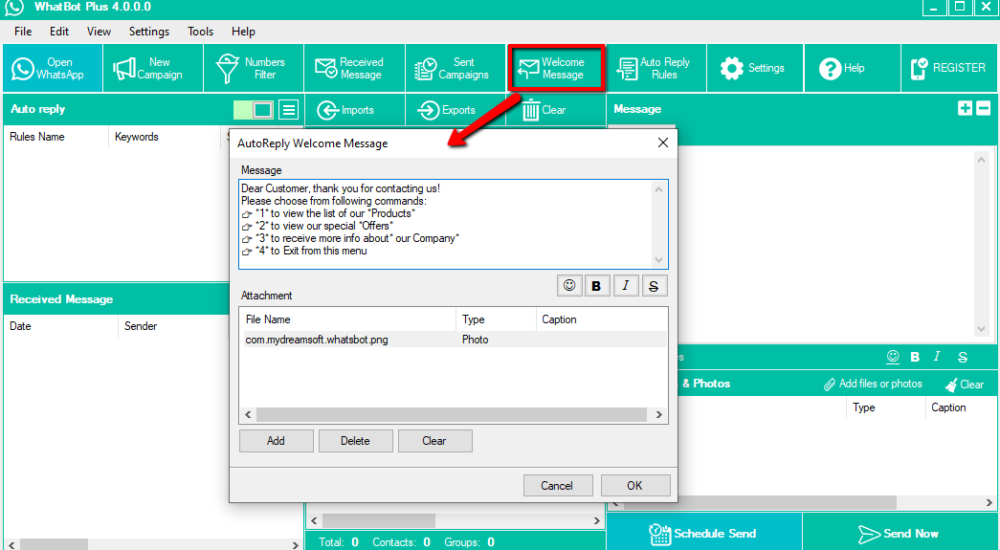 WhatBot Plus 4.0.0.0
File Edit View Settings Tools Help
Open WhatsApp
New Campaign
Numbers Filter
Received Message
Sent Campaigns
Welcome Message
Auto Reply Rules
Settings
Help
REGISTER
Auto reply
Imports
Exports
Clear
Message
Rules Name Keywords S
AutoReply Welcome Message
Message
Dear Customer, thank you for contacting us!
Please choose from following commands:
👉 *1* to view the list of our *Products*
👉 *2* to view our special *Offers*
👉 *3* to receive more info about* our Company*
👉 *4* to Exit from this menu
B I S
Attachment
File Name Type Caption
com.mydreamsoft.whatsbot.png Photo
Add Delete Clear
Cancel OK
Received Message
Date Sender
s
B I S
& Photos
Add files or photos
Clear
Type Caption
Total: 0 Contacts: 0 Groups: 0
Schedule Send
Send Now